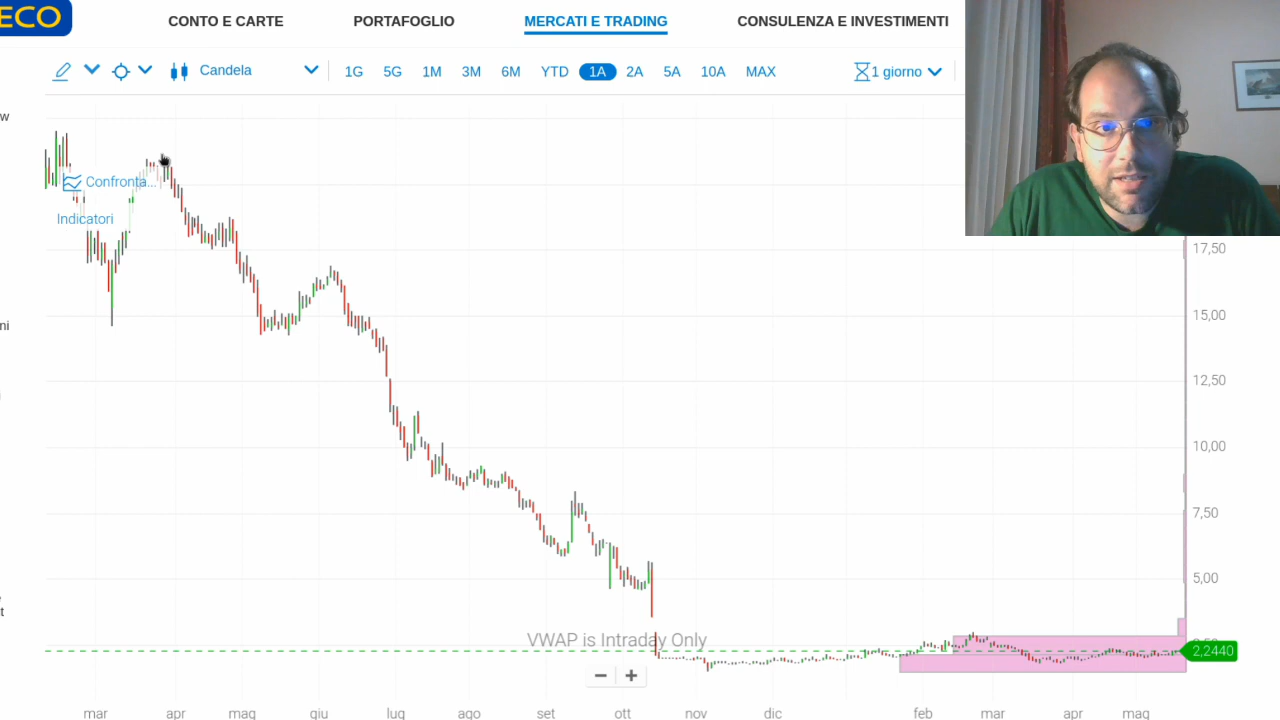 ECO
CONTO E CARTE PORTAFOGLIO MERCATI E TRADING CONSULENZA E INVESTIMENTI
Candela 1G 5G 1M 3M 6M YTD 1A 2A 5A 10A MAX 1 giorno
w
Confronta...
Indicatori
17,50
ni
15,00
12,50
10,00
7,50
5,00
t
VWAP is Intraday Only
2,2440
− +
mar apr mag giu lug ago set ott nov dic feb mar apr mag